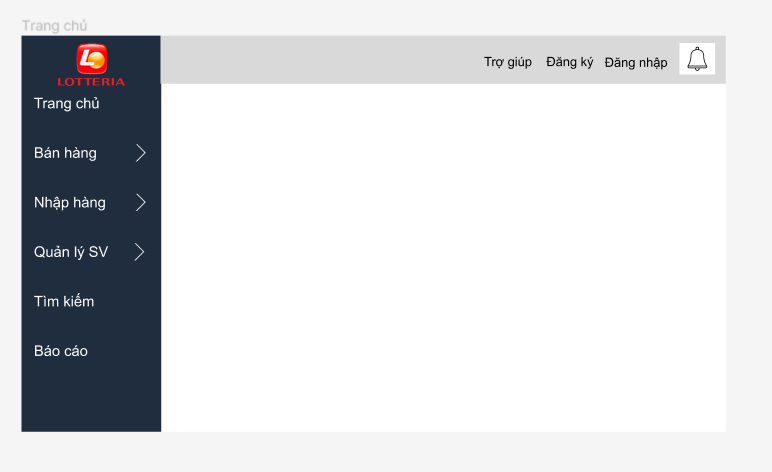 Trang chủ
LOTTERIA
Trợ giúp Đăng ký Đăng nhập
Trang chủ
Bán hàng
Nhập hàng
Quản lý SV
Tìm kiếm
Báo cáo